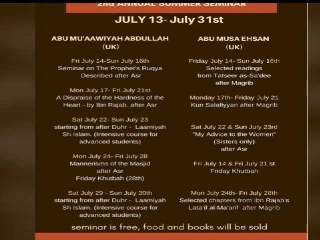 2nd ANNUAL SUMMER SEMINAR
JULY 13- July 31st
ABU MU'AAWIYAH ABDULLAH
(UK)
Fri July 14-Sun July 16th
Seminar on The Prophet's Ruqya
Described after Asr
Mon July 17- Fri July 21st
A Dispraise of the Hardness of the
Heart - by Ibn Rajab. after Asr
Sat July 22- Sun July 23rd
starting from after Duhr - Laamiyah
Sh Islam. (Intensive course for
advanced students)
Mon July 24- Fri July 28
Mannerisms of the Masjid
after Asr
Friday Khutbah (28th)
Sat July 29 - Sun July 30th
starting from after Duhr - Laamiyah
Sh Islam. (Intensive course for
advanced students)
ABU MUSA EHSAN
(UK)
Friday July 14- Sun July 16th
Selected readings
from Tafseer as-Sa'dee
after Magrib
Monday 17th- Friday 21
Kun Salafiyyan after Magrib
Sat July 22 & Sun July 23rd
"My Advice to the Women"
(Sisters only)
after Asr
Fri July 14 & Fri July 21 st
Friday Khutbah
Mon July 24th- Fri July 28th
Selected chapters from Ibn Rajab's
Lata'if al-Ma'arif after Magrib
seminar is free, food and books will be sold